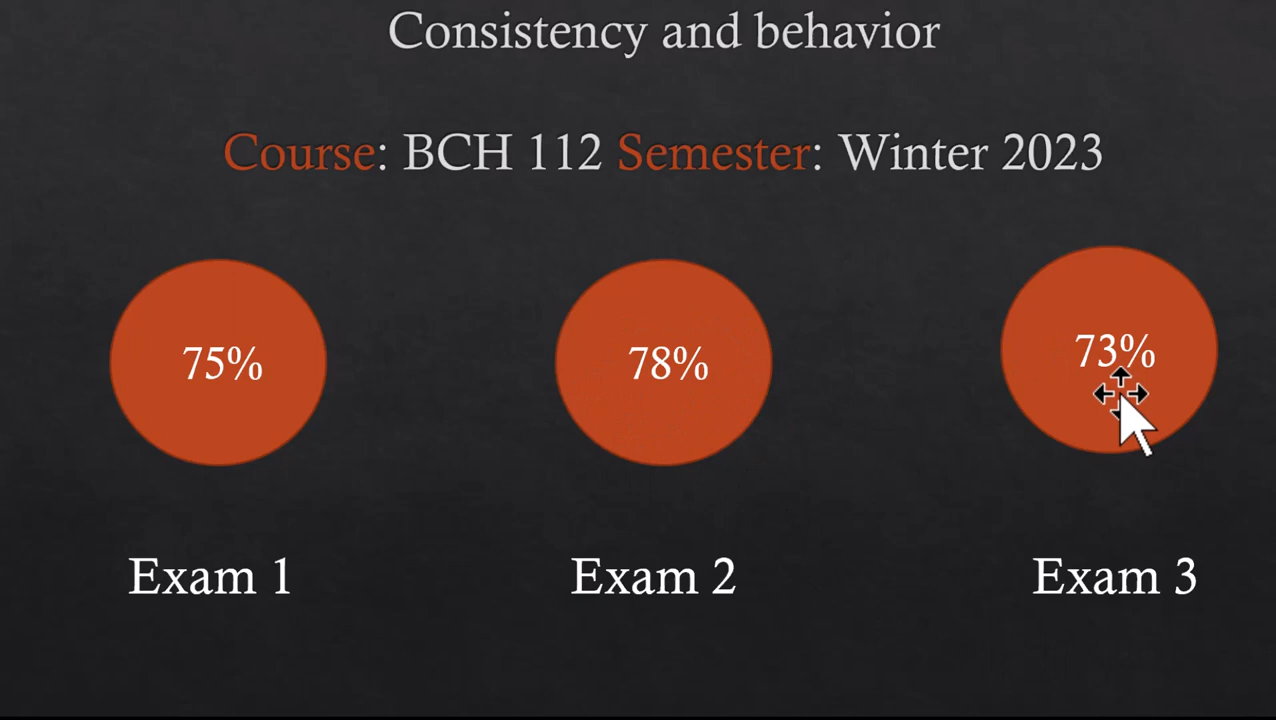 Consistency and behavior
Course: BCH 112 Semester: Winter 2023
75%
78%
73%
Exam 1
Exam 2
Exam 3